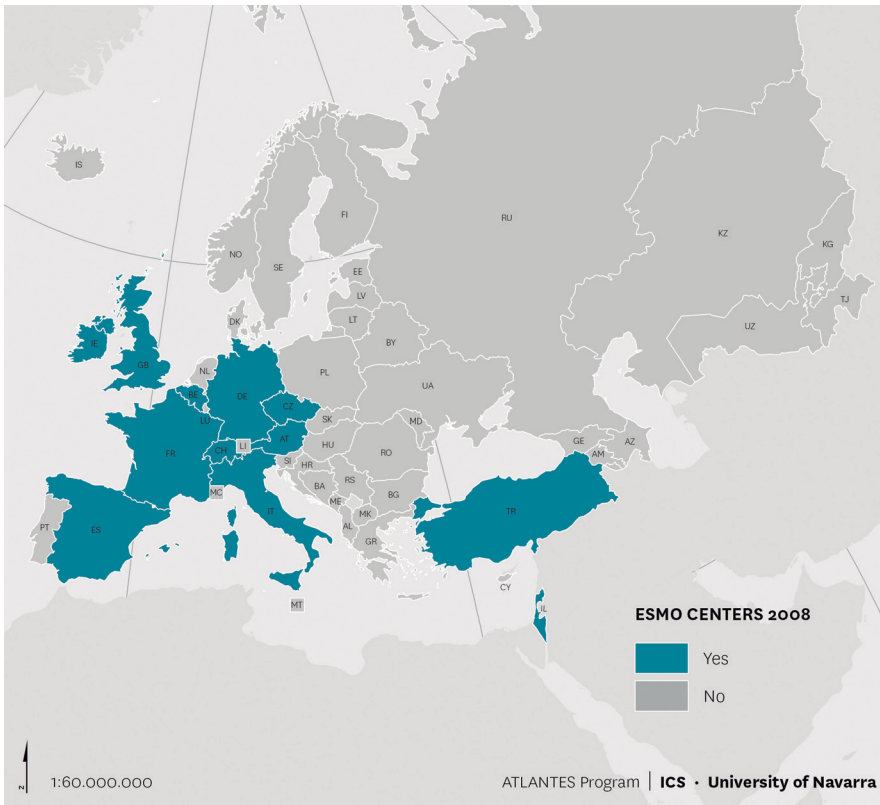 IS
FI
RU
KZ
KG
NO
SE
EE
TJ
LV
DK
LT
UZ
BY
IE
GB
NL
PL
BE
DE
UA
CZ
LU
SK
MD
AT
HU
GE
AZ
FR
CH
LI
RO
AM
SI
HR
BA
RS
MC
BG
ME
IT
MK
TR
PT
ES
AL
GR
CY
MT
IL
ESMO CENTERS 2008
Yes
No
N
1:60.000.000
ATLANTES Program | ICS · University of Navarra